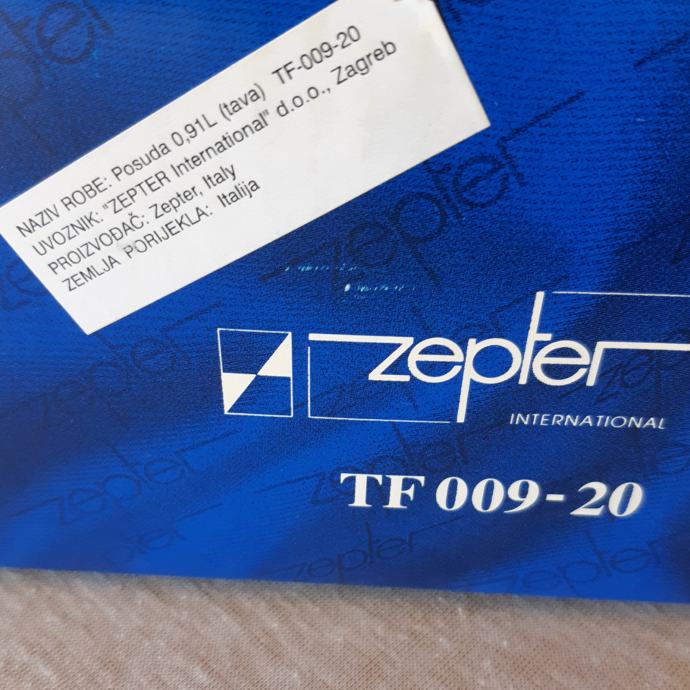 NAZIV ROBE: Posuda 0,91L (tava) TF-009-20
UVOZNIK: "ZEPTER International" d.o.o., Zagreb
PROIZVOĐAČ: Zepter, Italy
ZEMLJA PORIJEKLA: Italija
zepter
INTERNATIONAL
TF 009-20